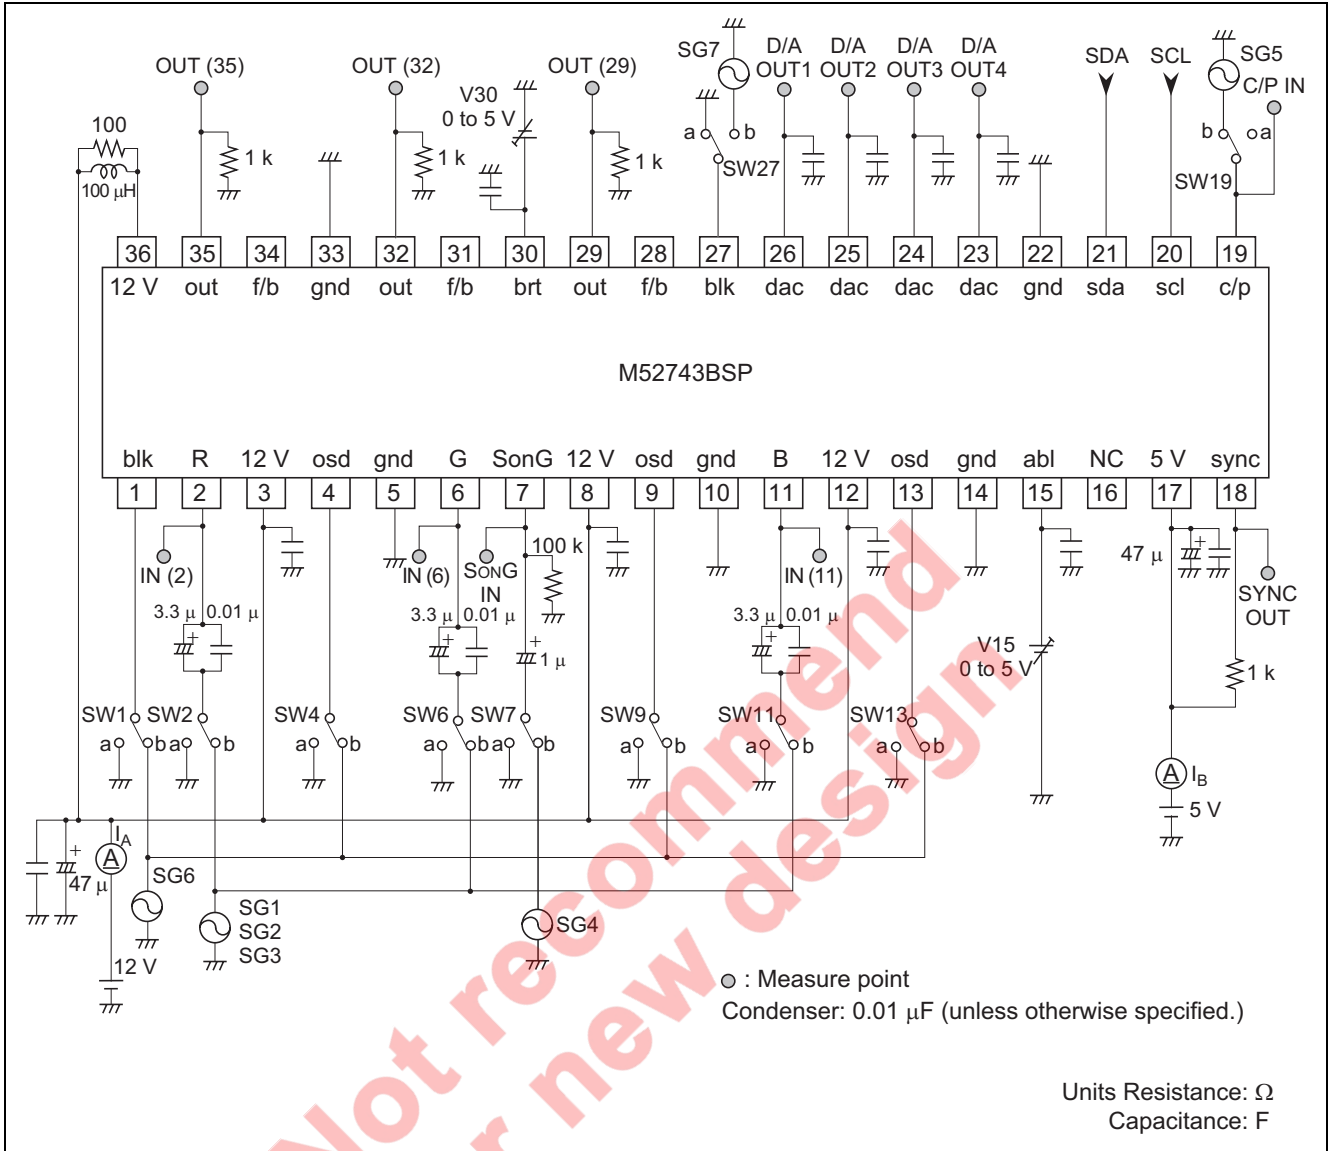 OUT (35)
OUT (32)
OUT (29)
SG7
D/A
OUT1
D/A
OUT2
D/A
OUT3
D/A
OUT4
SDA
SCL
SG5
C/P IN
V30
0 to 5 V
100
100 μH
1 k
1 k
1 k
a
b
SW27
b
a
SW19
36 35 34 33 32 31 30 29 28 27 26 25 24 23 22 21 20 19
12 V out f/b gnd out f/b brt out f/b blk dac dac dac dac gnd sda scl c/p
M52743BSP
blk R 12 V osd gnd G SonG 12 V osd gnd B 12 V osd gnd abl NC 5 V sync
1 2 3 4 5 6 7 8 9 10 11 12 13 14 15 16 17 18
IN (2)
IN (6)
SONG
IN
100 k
IN (11)
47 μ
+
SYNC
OUT
3.3 μ 0.01 μ
+
3.3 μ 0.01 μ
+
+
1 μ
3.3 μ 0.01 μ
+
V15
0 to 5 V
1 k
SW1 SW2 SW4 SW6 SW7 SW9 SW11 SW13
a b a b a b a b a b a b a b a b
IA
A
+
47 μ
SG6
SG1
SG2
SG3
SG4
12 V
A
IB
5 V
: Measure point
Condenser: 0.01 μF (unless otherwise specified.)
Units Resistance: Ω
Capacitance: F
Not recommend
r new design